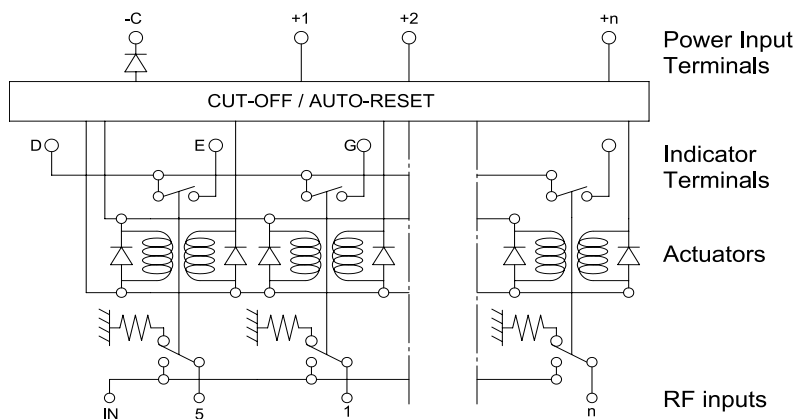 -C +1 +2 +n
Power Input
Terminals
CUT-OFF / AUTO-RESET
D E G
Indicator
Terminals
Actuators
IN 5 1 n
RF inputs